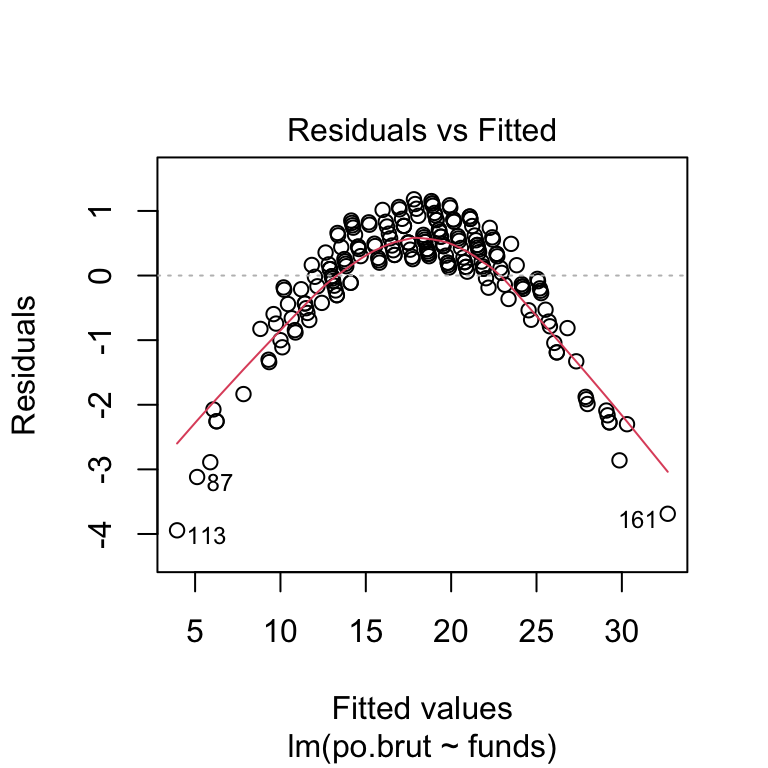 Residuals vs Fitted
Residuals
1
0
-1
-2
-3
-4
87
113
161
5 10 15 20 25 30
Fitted values
lm(po.brut ~ funds)